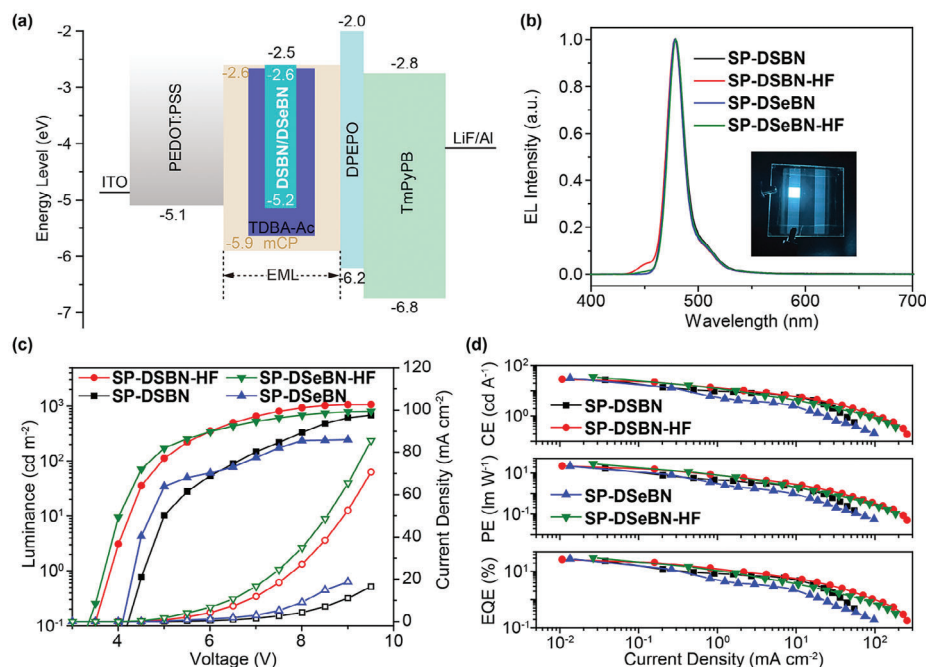 (a)
-2
-3
-4
-5
-6
-7
Energy Level (eV)
ITO
PEDOT:PSS
-5.1
-2.6
-2.5
-2.6
DSBN/DSeBN
-5.2
TDBA-Ac
-5.9 mCP
EML
-2.0
DPEPO
-6.2
-2.8
TmPyPB
-6.8
LiF/Al
(b)
EL Intensity (a.u.)
1.0
0.8
0.6
0.4
0.2
0.0
SP-DSBN
SP-DSBN-HF
SP-DSeBN
SP-DSeBN-HF
400 500 600 700
Wavelength (nm)
(c)
SP-DSBN-HF SP-DSeBN-HF
SP-DSBN SP-DSeBN
Luminance (cd m-2)
10³
10²
10¹
10⁰
10⁻¹
120
100
80
60
40
20
0
Current Density (mA cm-2)
4 6 8 10
Voltage (V)
(d)
CE (cd A-1)
10²
10¹
10⁰
SP-DSBN
SP-DSBN-HF
PE (lm W-1)
10¹
10⁻¹
SP-DSeBN
SP-DSeBN-HF
EQE (%)
10¹
10⁰
10⁻¹
10⁻² 10⁻¹ 10⁰ 10¹ 10²
Current Density (mA cm-2)